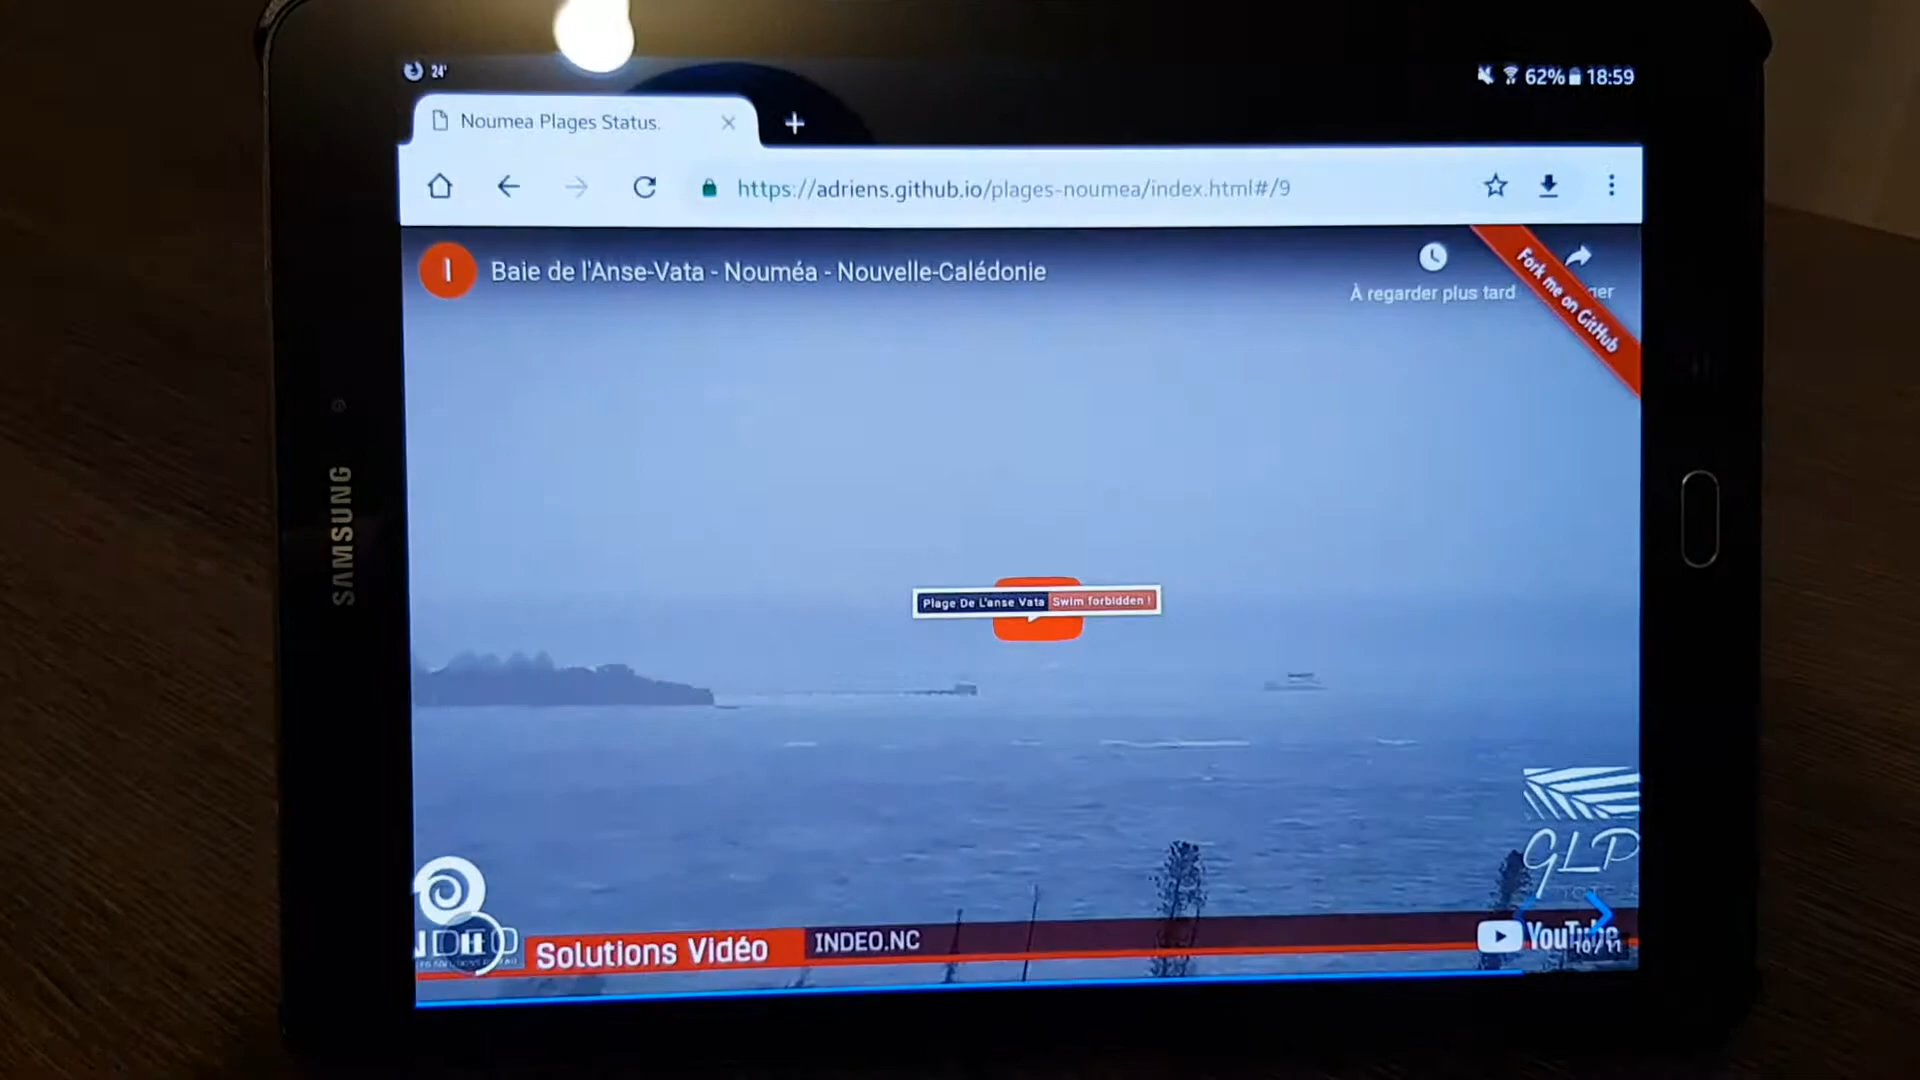 24'
62% 18:59
Noumea Plages Status.
https://adriens.github.io/plages-noumea/index.html#/9
I
Baie de l'Anse-Vata - Nouméa - Nouvelle-Calédonie
À regarder plus tard
Fork me on GitHub
SAMSUNG
Plage De L'anse Vata Swim forbidden !
GLP
Solutions Vidéo
INDEO.NC
YouTube
10 / 11